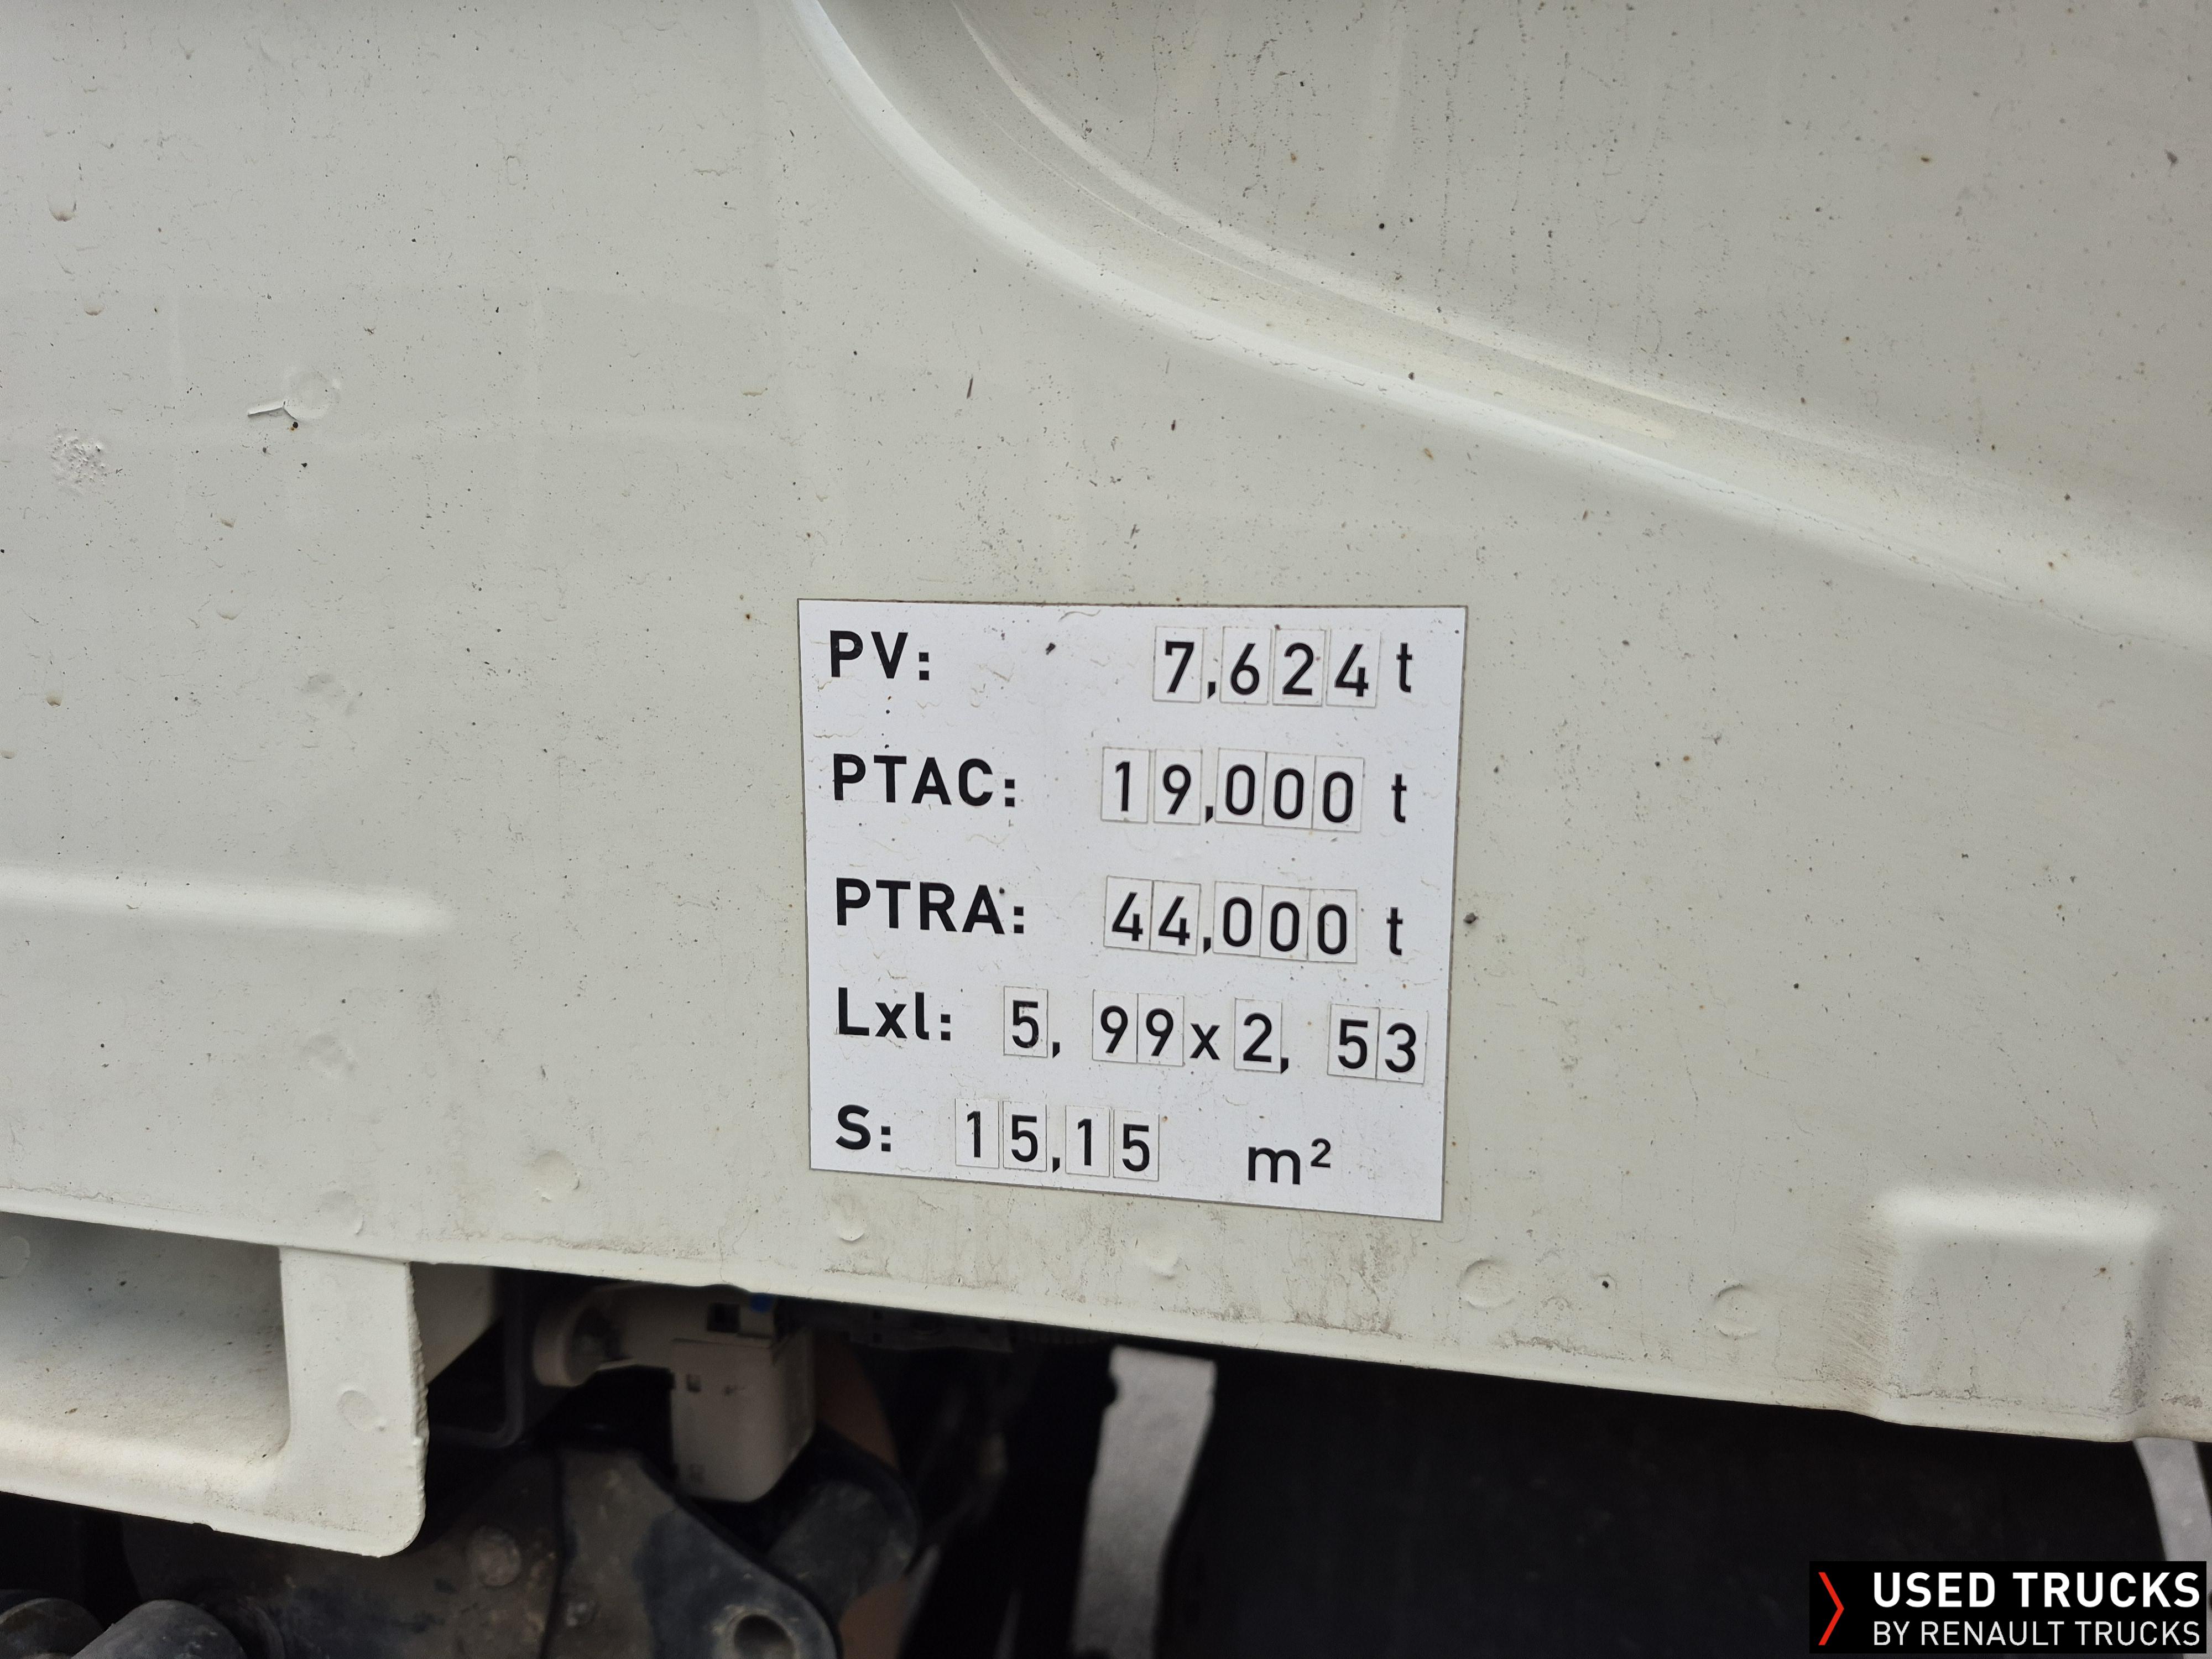 PV: 7,624 t
PTAC: 19,000 t
PTRA: 44,000 t
Lxl: 5,99x2,53
S: 15,15 m²
USED TRUCKS
BY RENAULT TRUCKS